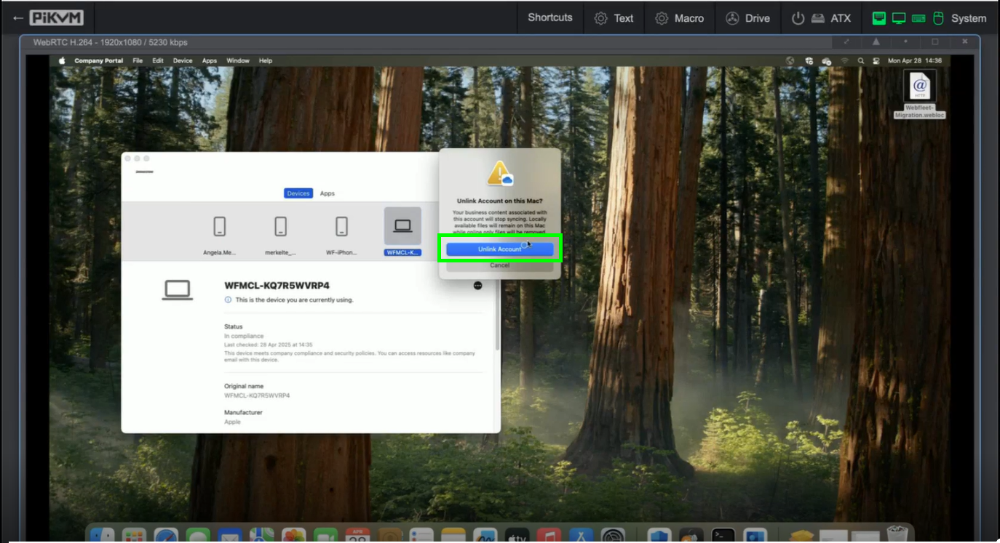 ← PiKVM
Shortcuts
Text
Macro
Drive
ATX
System
WebRTC H.264 - 1920x1080 / 5230 kbps
Company Portal File Edit Device Apps Window Help
Mon Apr 28 14:36
@
HTTP
Webfleet-
Migration.webloc
Devices
Apps
Angela.Me...
merkelte_...
WF-iPhon...
WFMCL-K...
Unlink Account on this Mac?
Your business content associated with
this account will stop syncing. Locally
available files will remain on this Mac
while online only files will be removed.
Unlink Account
Cancel
WFMCL-KQ7R5WVRP4
This is the device you are currently using.
Status
In compliance
Last checked: 28 Apr 2025 at 14:35
This device meets company compliance and security policies. You can access resources like company
email with this device.
Original name
WFMCL-KQ7R5WVRP4
Manufacturer
Apple
APR
28
tv